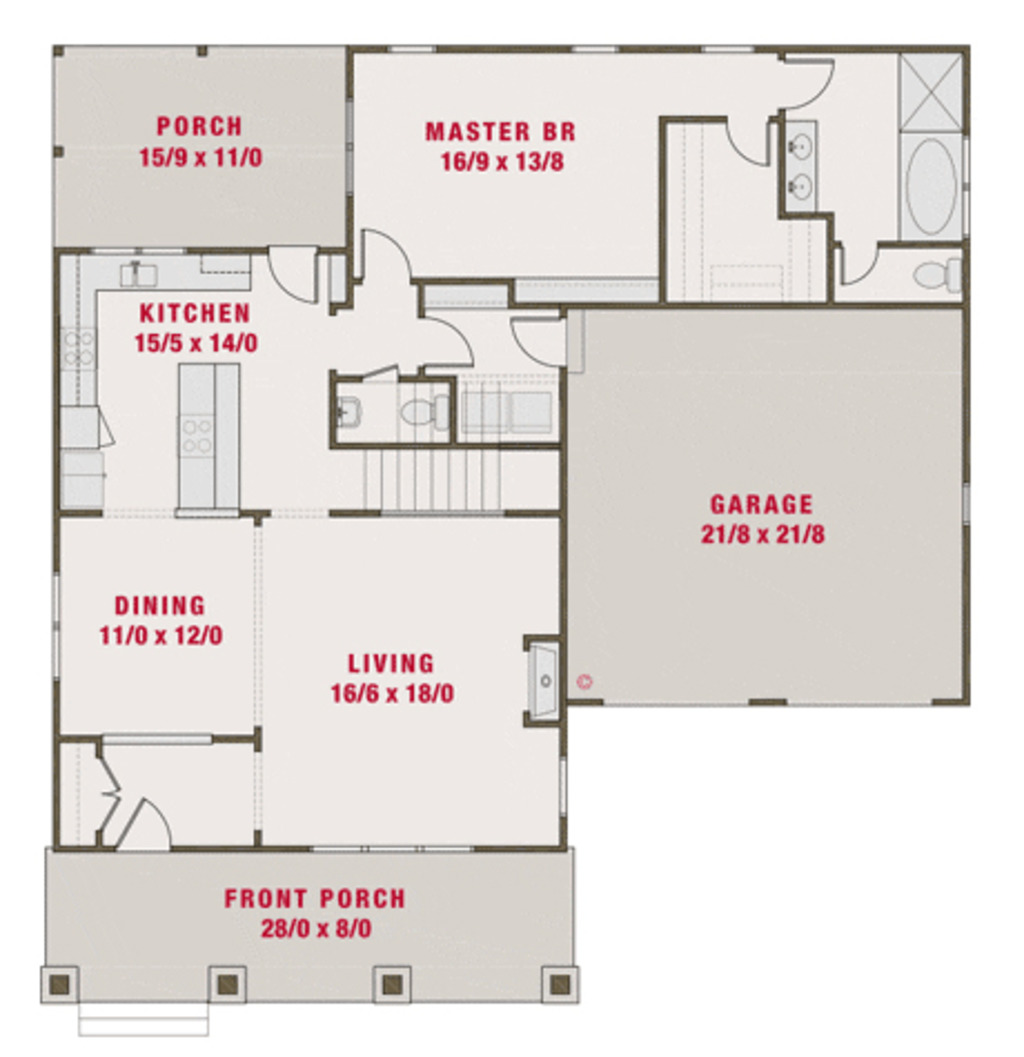 PORCH
15/9 x 11/0
MASTER BR
16/9 x 13/8
KITCHEN
15/5 x 14/0
GARAGE
21/8 x 21/8
DINING
11/0 x 12/0
LIVING
16/6 x 18/0
©
FRONT PORCH
28/0 x 8/0